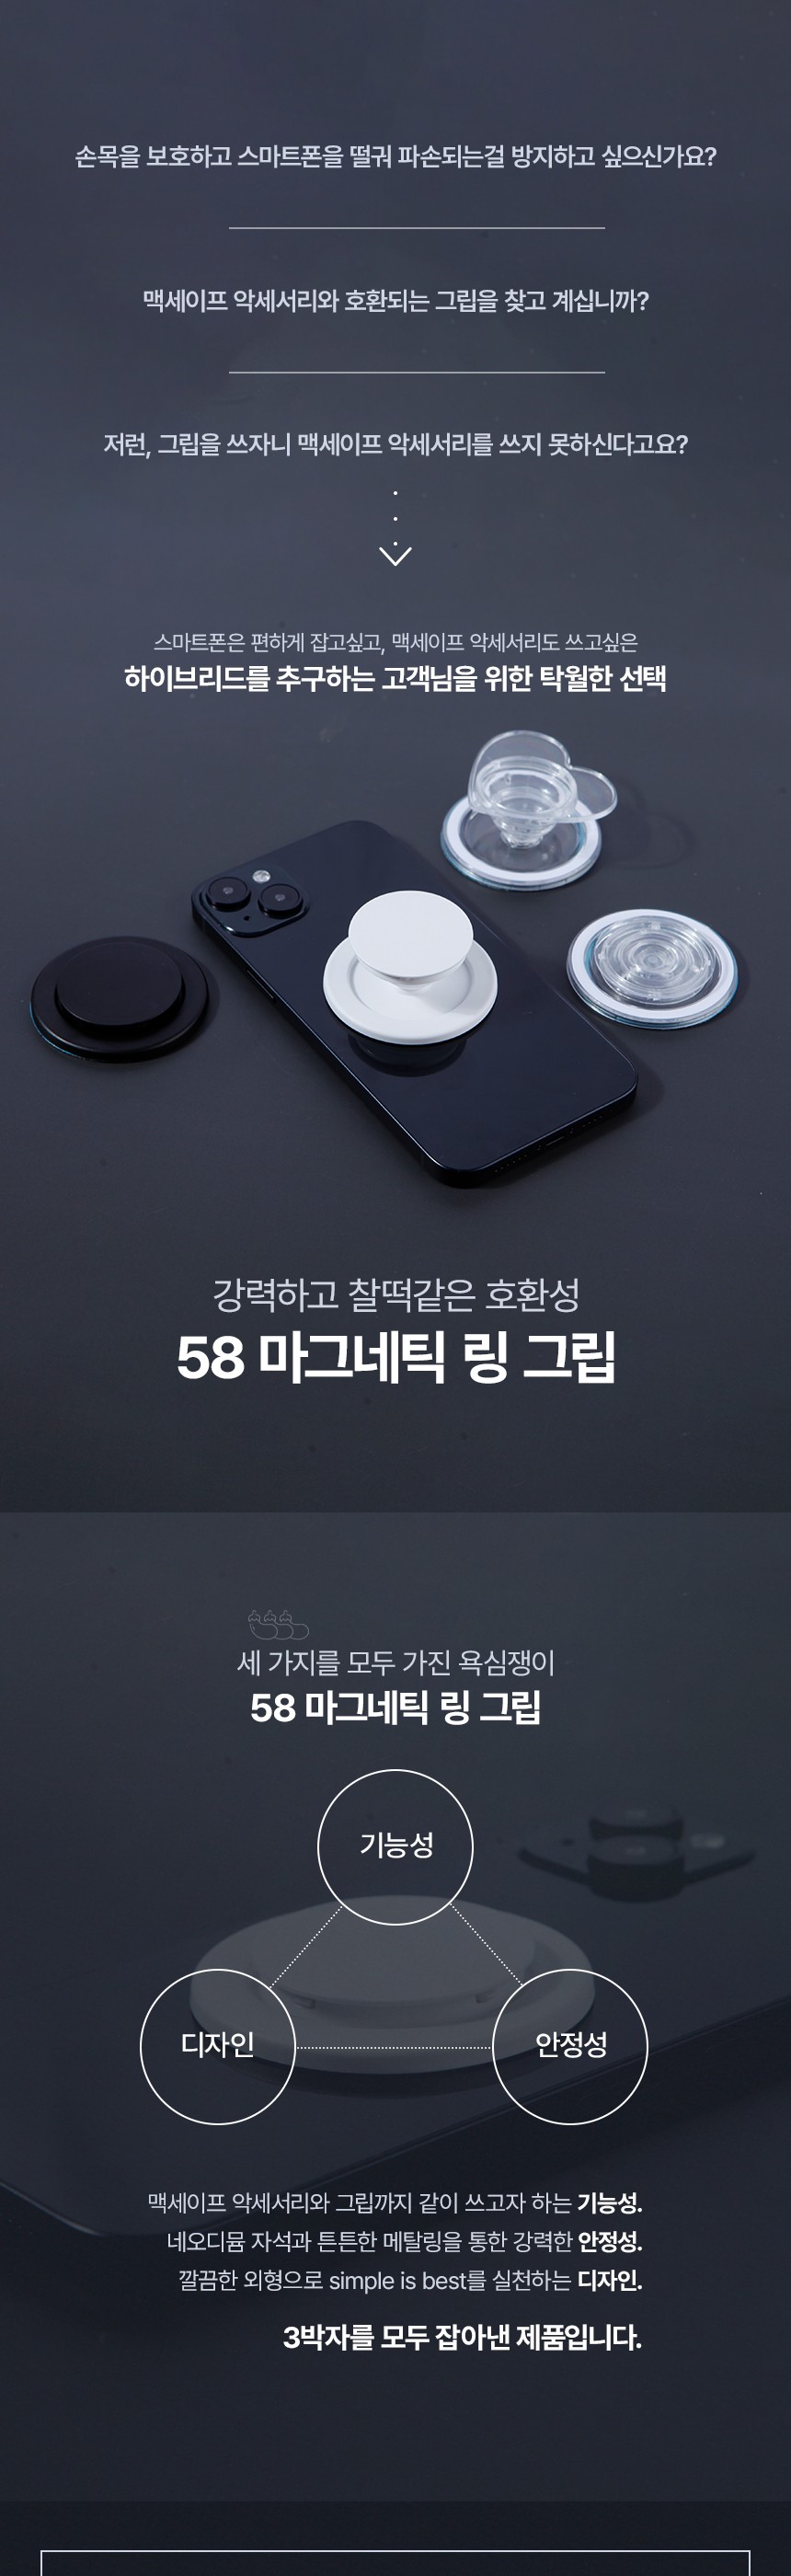 손목을 보호하고 스마트폰을 떨궈 파손되는걸 방지하고 싶으신가요?
맥세이프 악세서리와 호환되는 그립을 찾고 계십니까?
저런, 그립을 쓰자니 맥세이프 악세서리를 쓰지 못하신다고요?
스마트폰은 편하게 잡고싶고, 맥세이프 악세서리도 쓰고싶은
하이브리드를 추구하는 고객님을 위한 탁월한 선택
강력하고 찰떡같은 호환성
58 마그네틱 링 그립
세 가지를 모두 가진 욕심쟁이
58 마그네틱 링 그립
기능성
디자인
안정성
맥세이프 악세서리와 그립까지 같이 쓰고자 하는 기능성.
네오디뮴 자석과 튼튼한 메탈링을 통한 강력한 안정성.
깔끔한 외형으로 simple is best를 실천하는 디자인.
3박자를 모두 잡아낸 제품입니다.